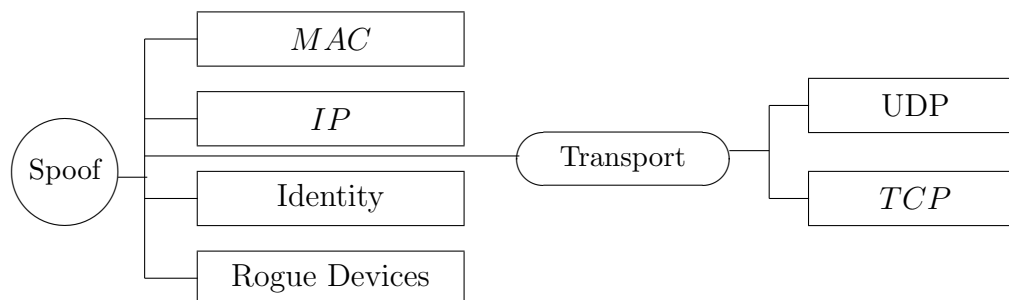 MAC
IP
UDP
Spoof
Transport
Identity
TCP
Rogue Devices